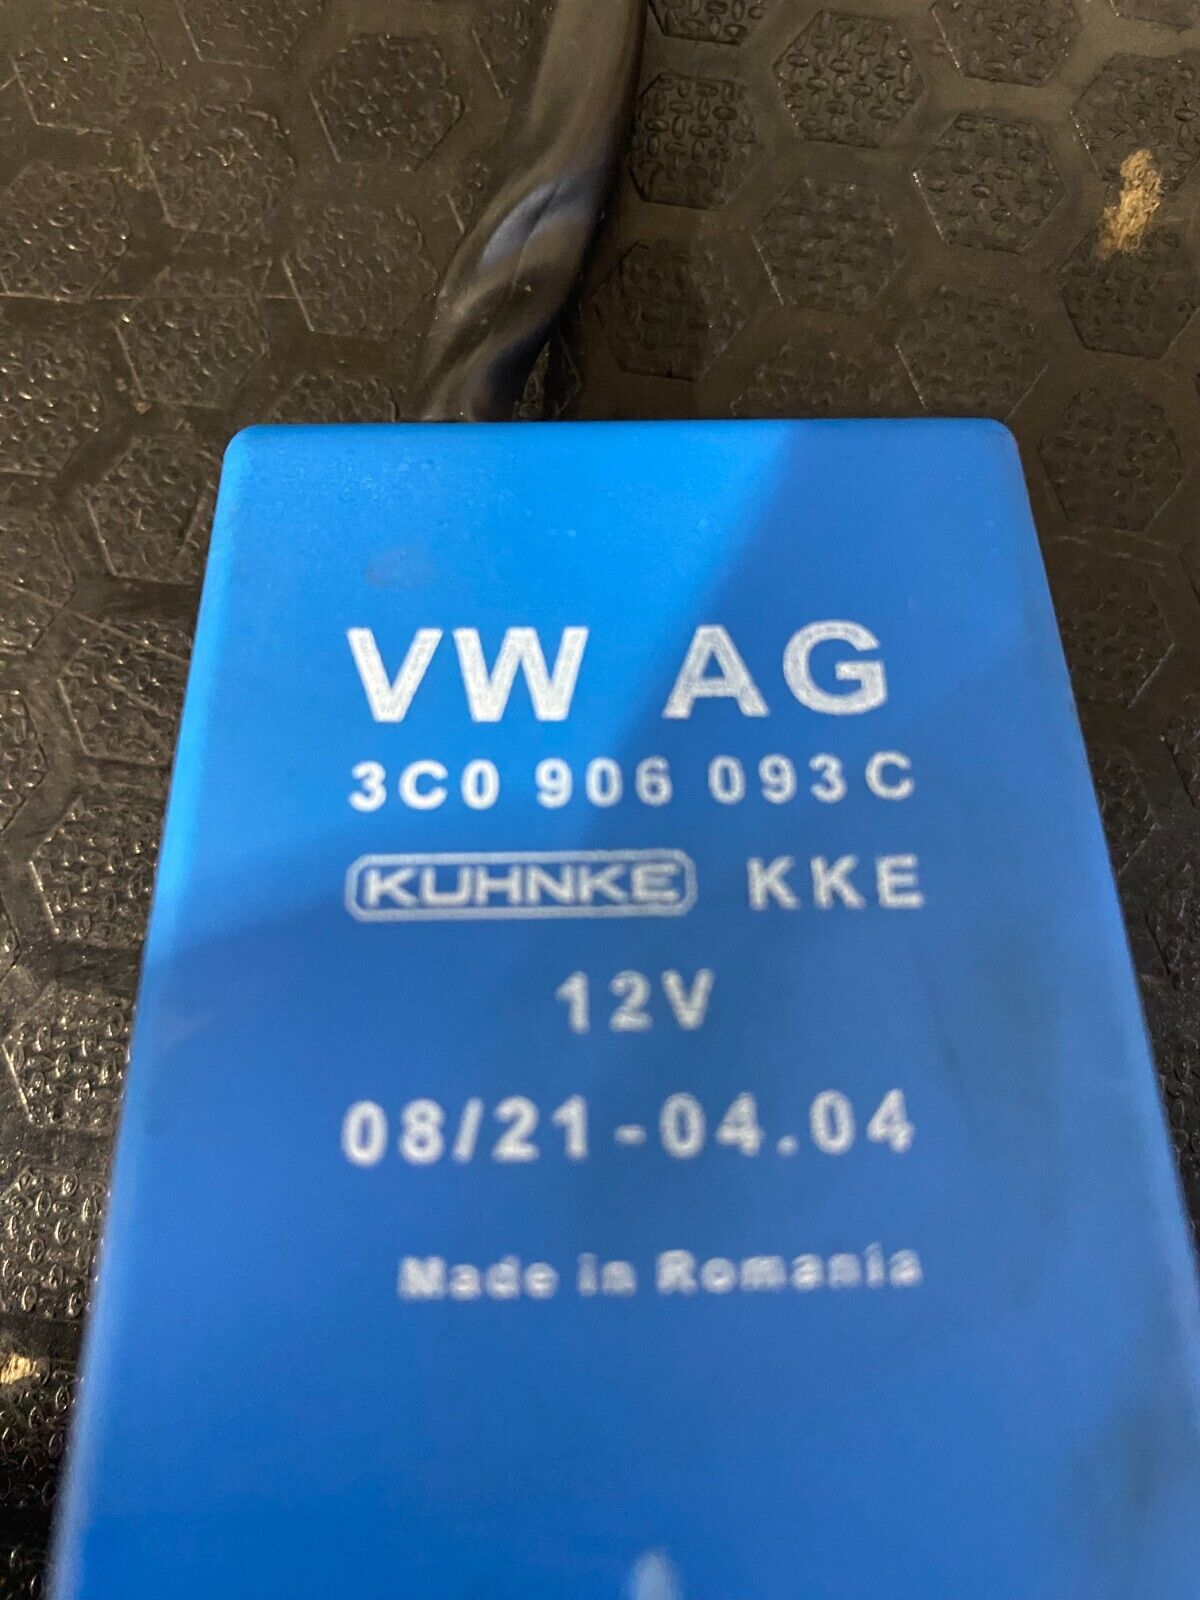 VW AG
3C0 906 093C
KUHNKE KKE
12V
08/21-04.04
Made in Romania